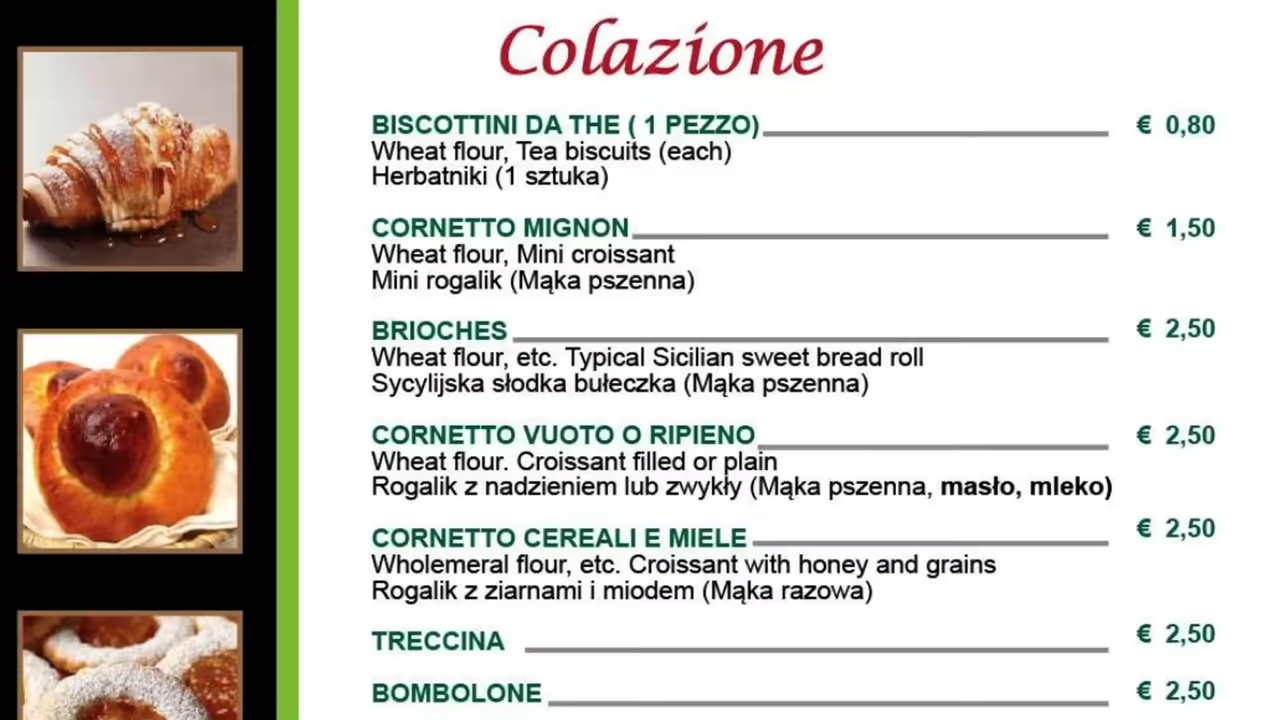 Colazione
BISCOTTINI DA THE ( 1 PEZZO) € 0,80
Wheat flour, Tea biscuits (each)
Herbatniki (1 sztuka)
CORNETTO MIGNON € 1,50
Wheat flour, Mini croissant
Mini rogalik (Mąka pszenna)
BRIOCHES € 2,50
Wheat flour, etc. Typical Sicilian sweet bread roll
Sycylijska słodka bułeczka (Mąka pszenna)
CORNETTO VUOTO O RIPIENO € 2,50
Wheat flour. Croissant filled or plain
Rogalik z nadzieniem lub zwykły (Mąka pszenna, masło, mleko)
CORNETTO CEREALI E MIELE € 2,50
Wholemeral flour, etc. Croissant with honey and grains
Rogalik z ziarnami i miodem (Mąka razowa)
TRECCINA € 2,50
BOMBOLONE € 2,50